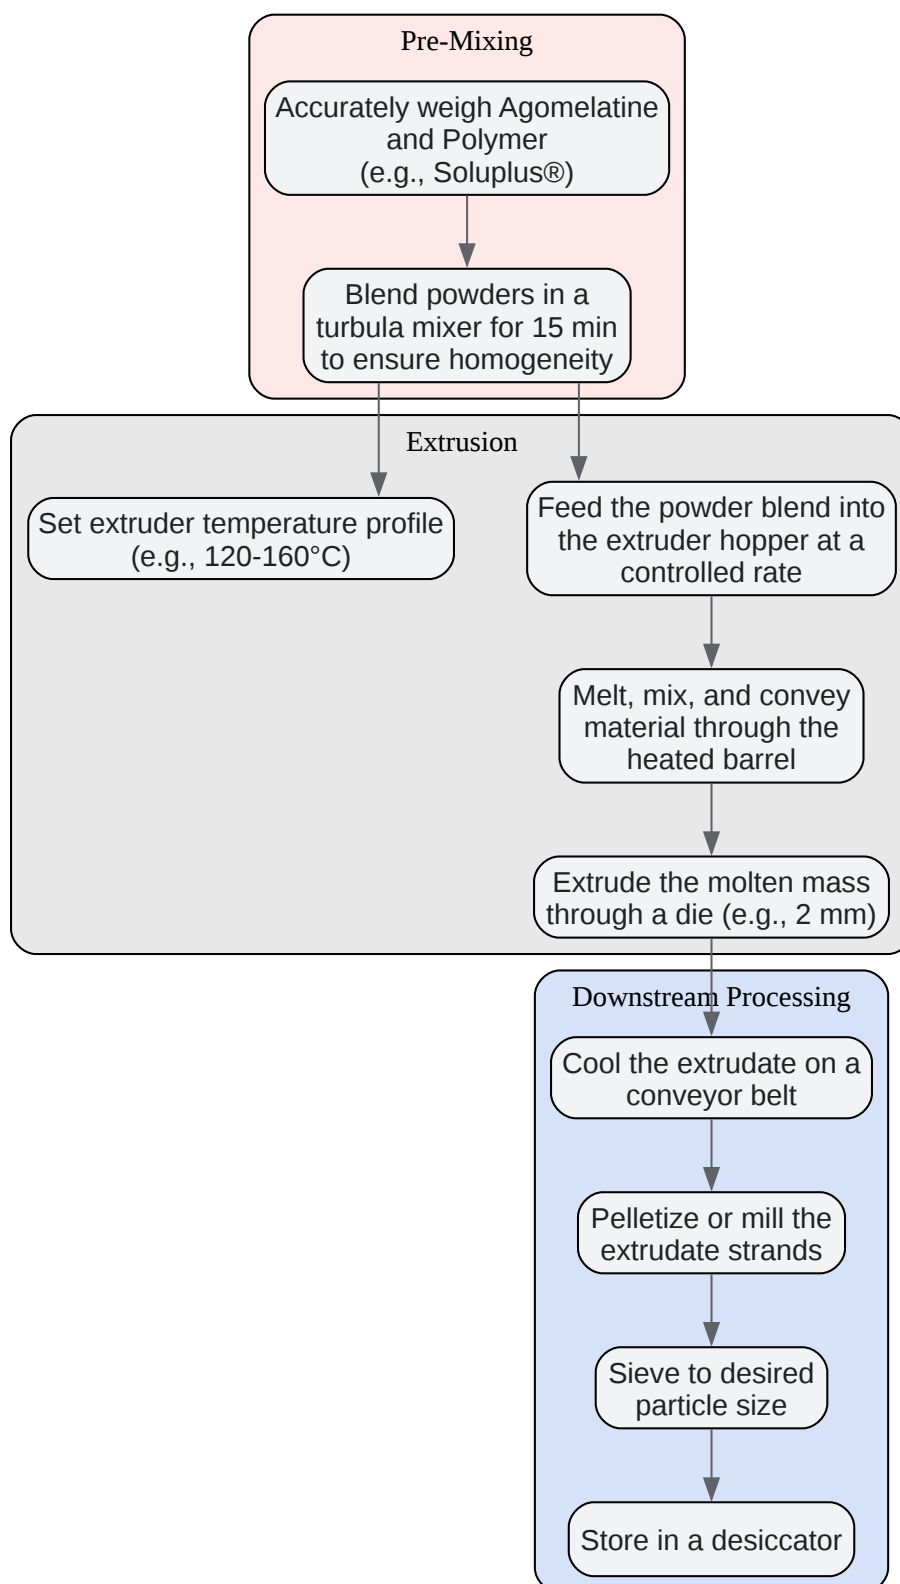 Pre-Mixing
Accurately weigh Agomelatine
and Polymer
(e.g., Soluplus®)
Blend powders in a
turbula mixer for 15 min
to ensure homogeneity
Extrusion
Set extruder temperature profile
(e.g., 120-160°C)
Feed the powder blend into
the extruder hopper at a
controlled rate
Melt, mix, and convey
material through the
heated barrel
Extrude the molten mass
through a die (e.g., 2 mm)
Downstream Processing
Cool the extrudate on a
conveyor belt
Pelletize or mill the
extrudate strands
Sieve to desired
particle size
Store in a desiccator